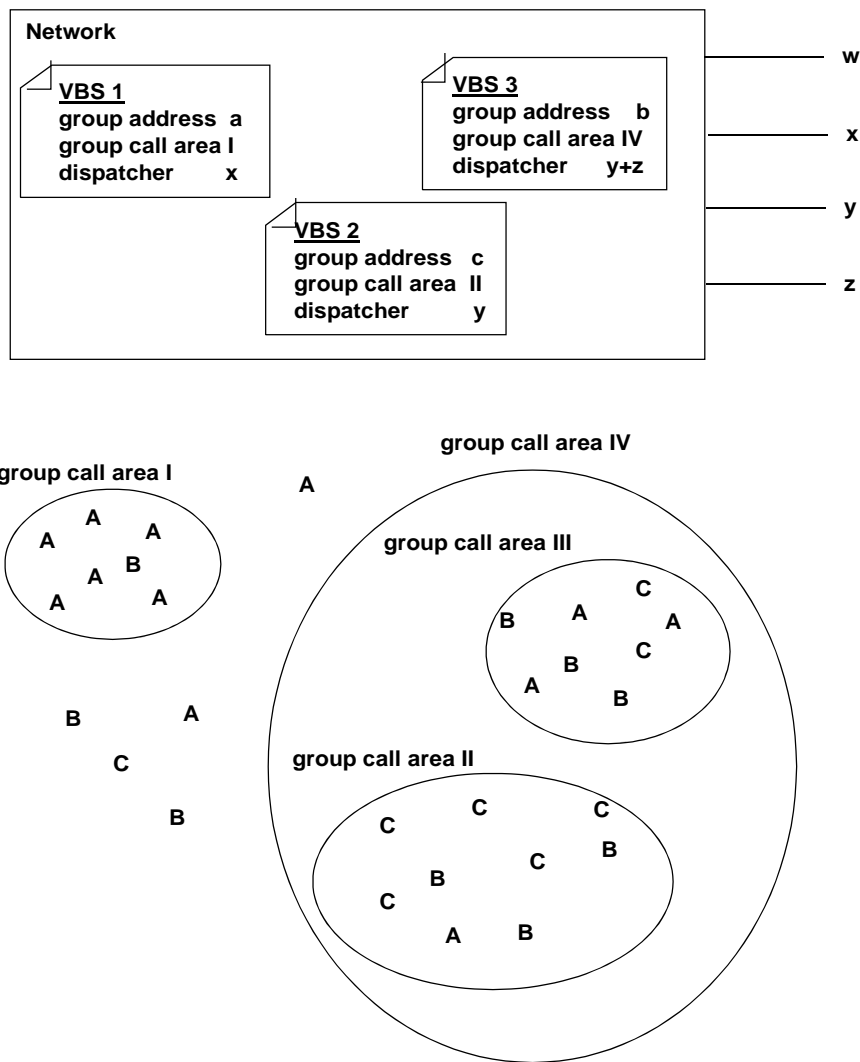 Network
VBS 1
group address a
group call area I
dispatcher x
VBS 3
group address b
group call area IV
dispatcher y+z
VBS 2
group address c
group call area II
dispatcher y
w
x
y
z
group call area IV
group call area I
A
A
A
A
A
B
A
A
group call area III
C
B
A
A
C
B
A
B
B
A
C
B
group call area II
C
C
C
B
C
B
C
A
B